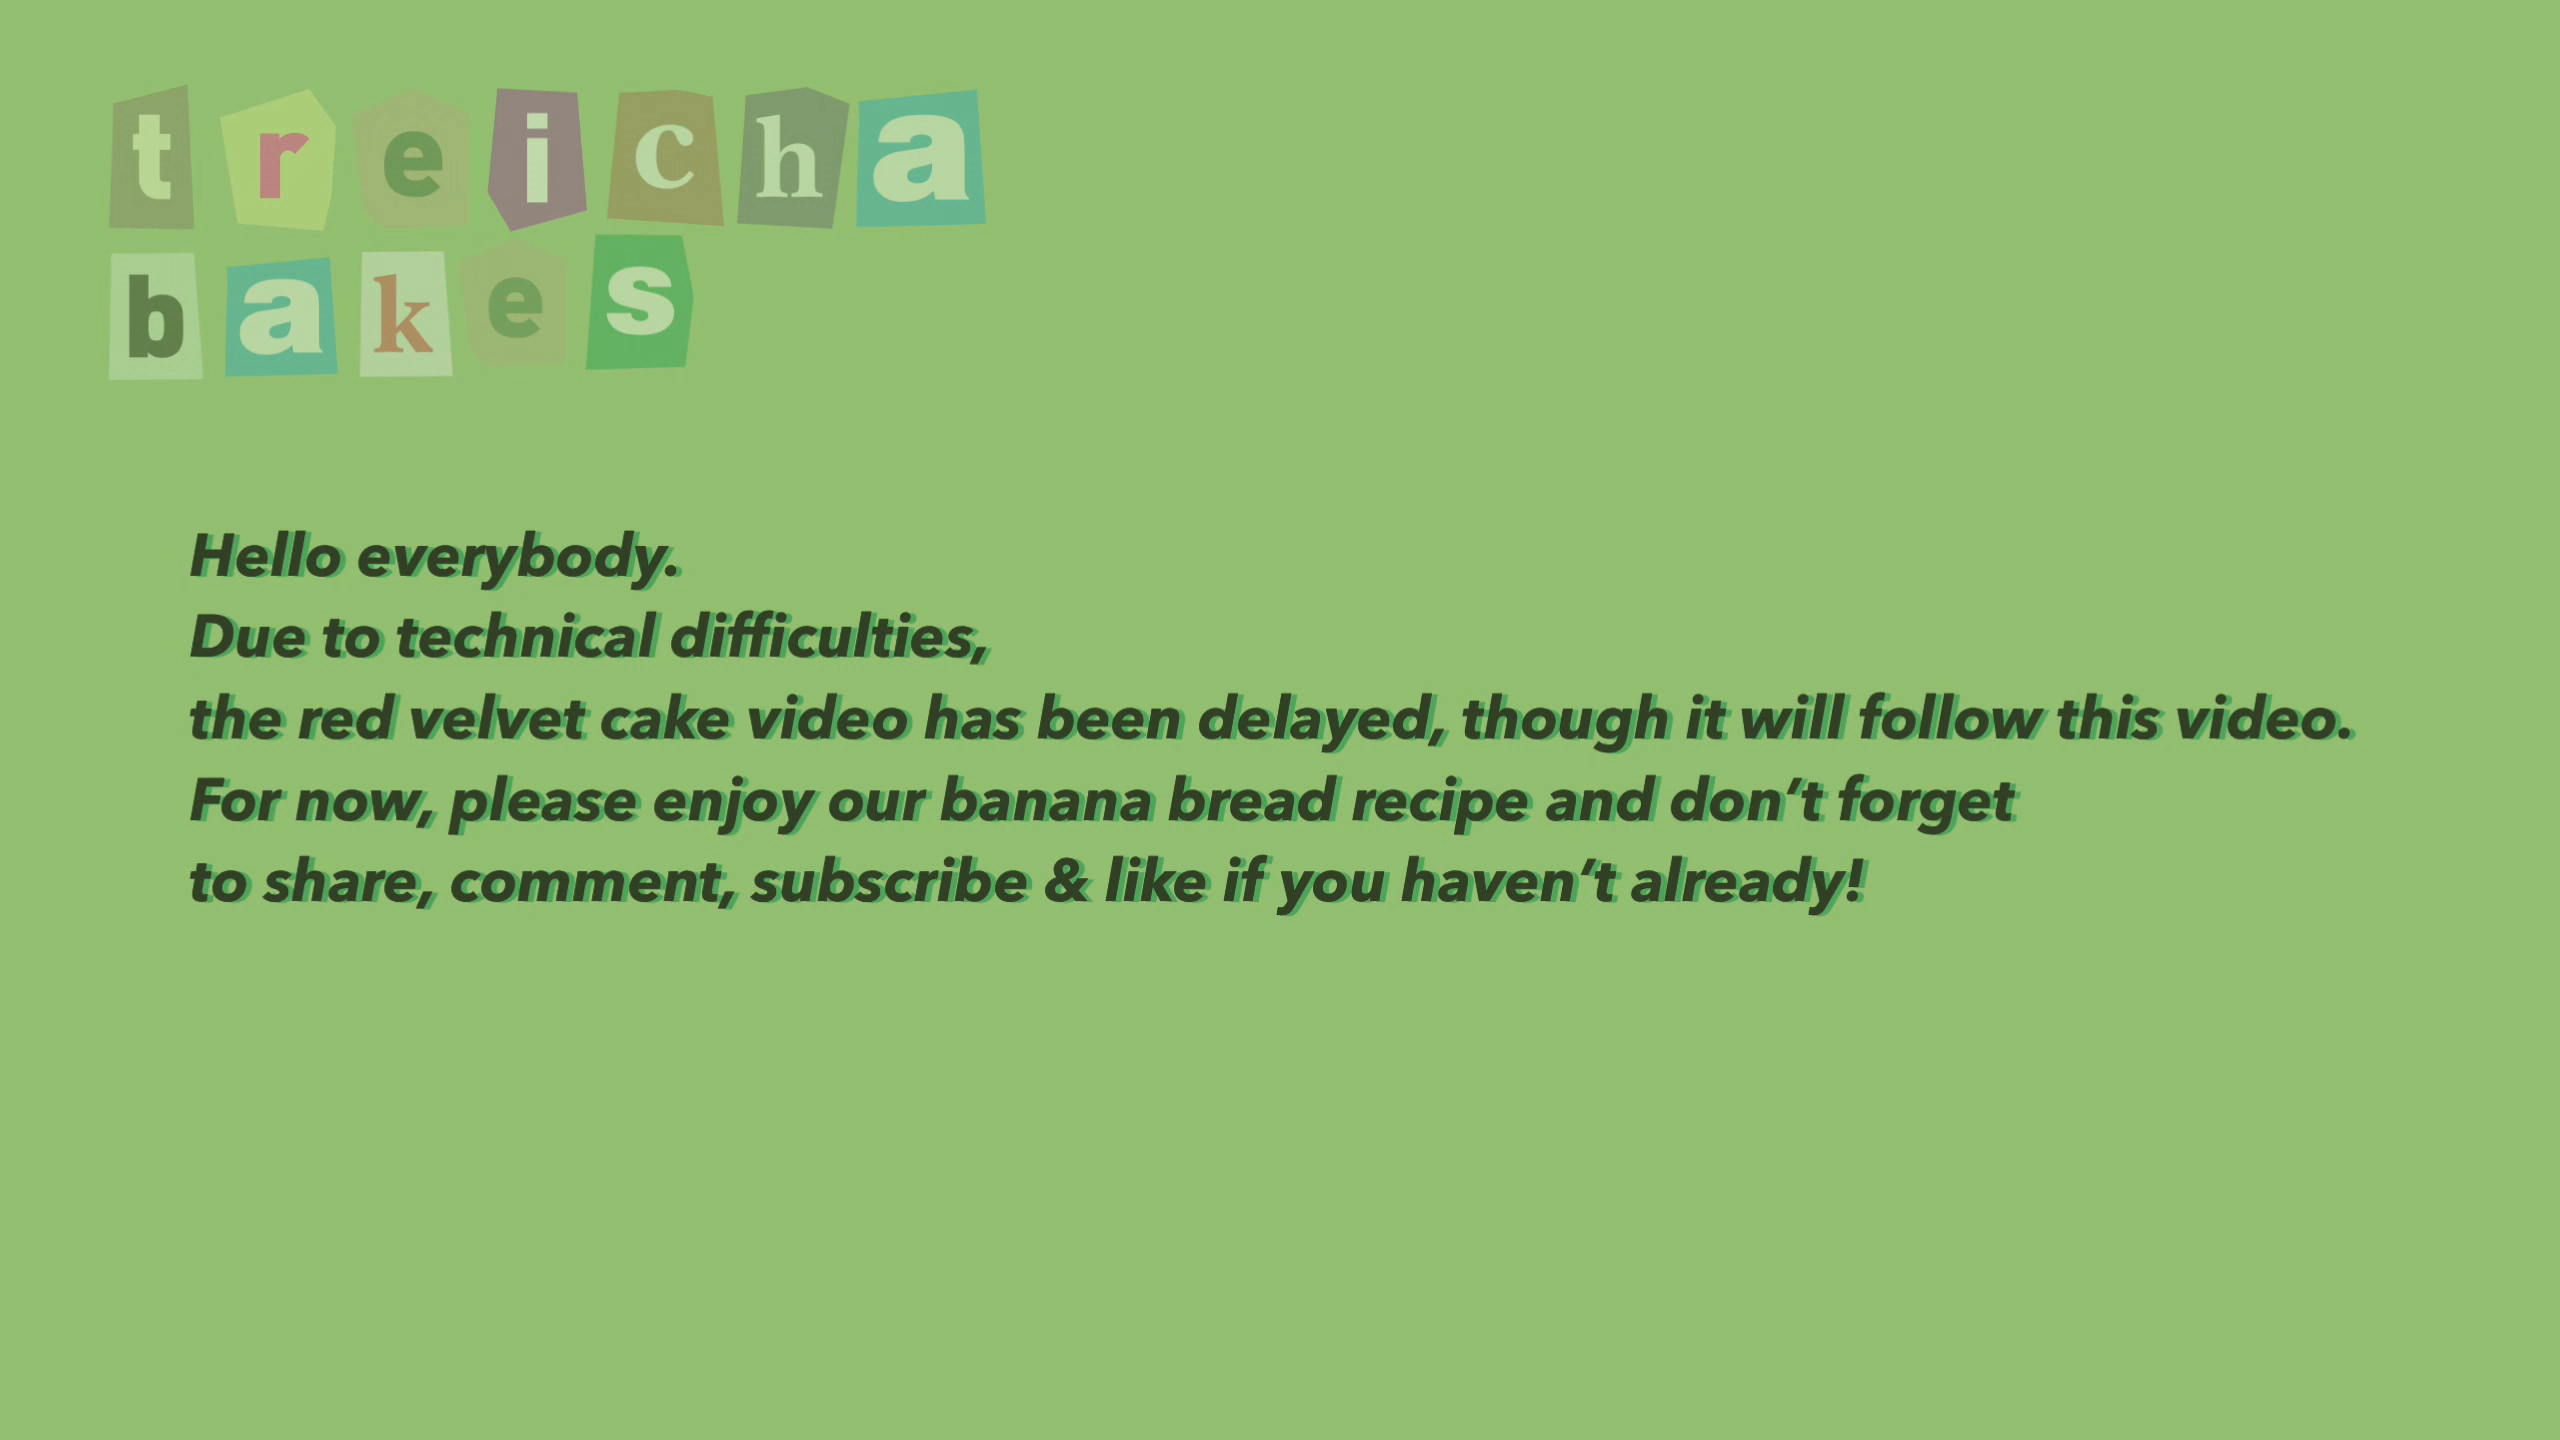 treicha
bakes
Hello everybody.
Due to technical difficulties,
the red velvet cake video has been delayed, though it will follow this video.
For now, please enjoy our banana bread recipe and don’t forget
to share, comment, subscribe & like if you haven’t already!